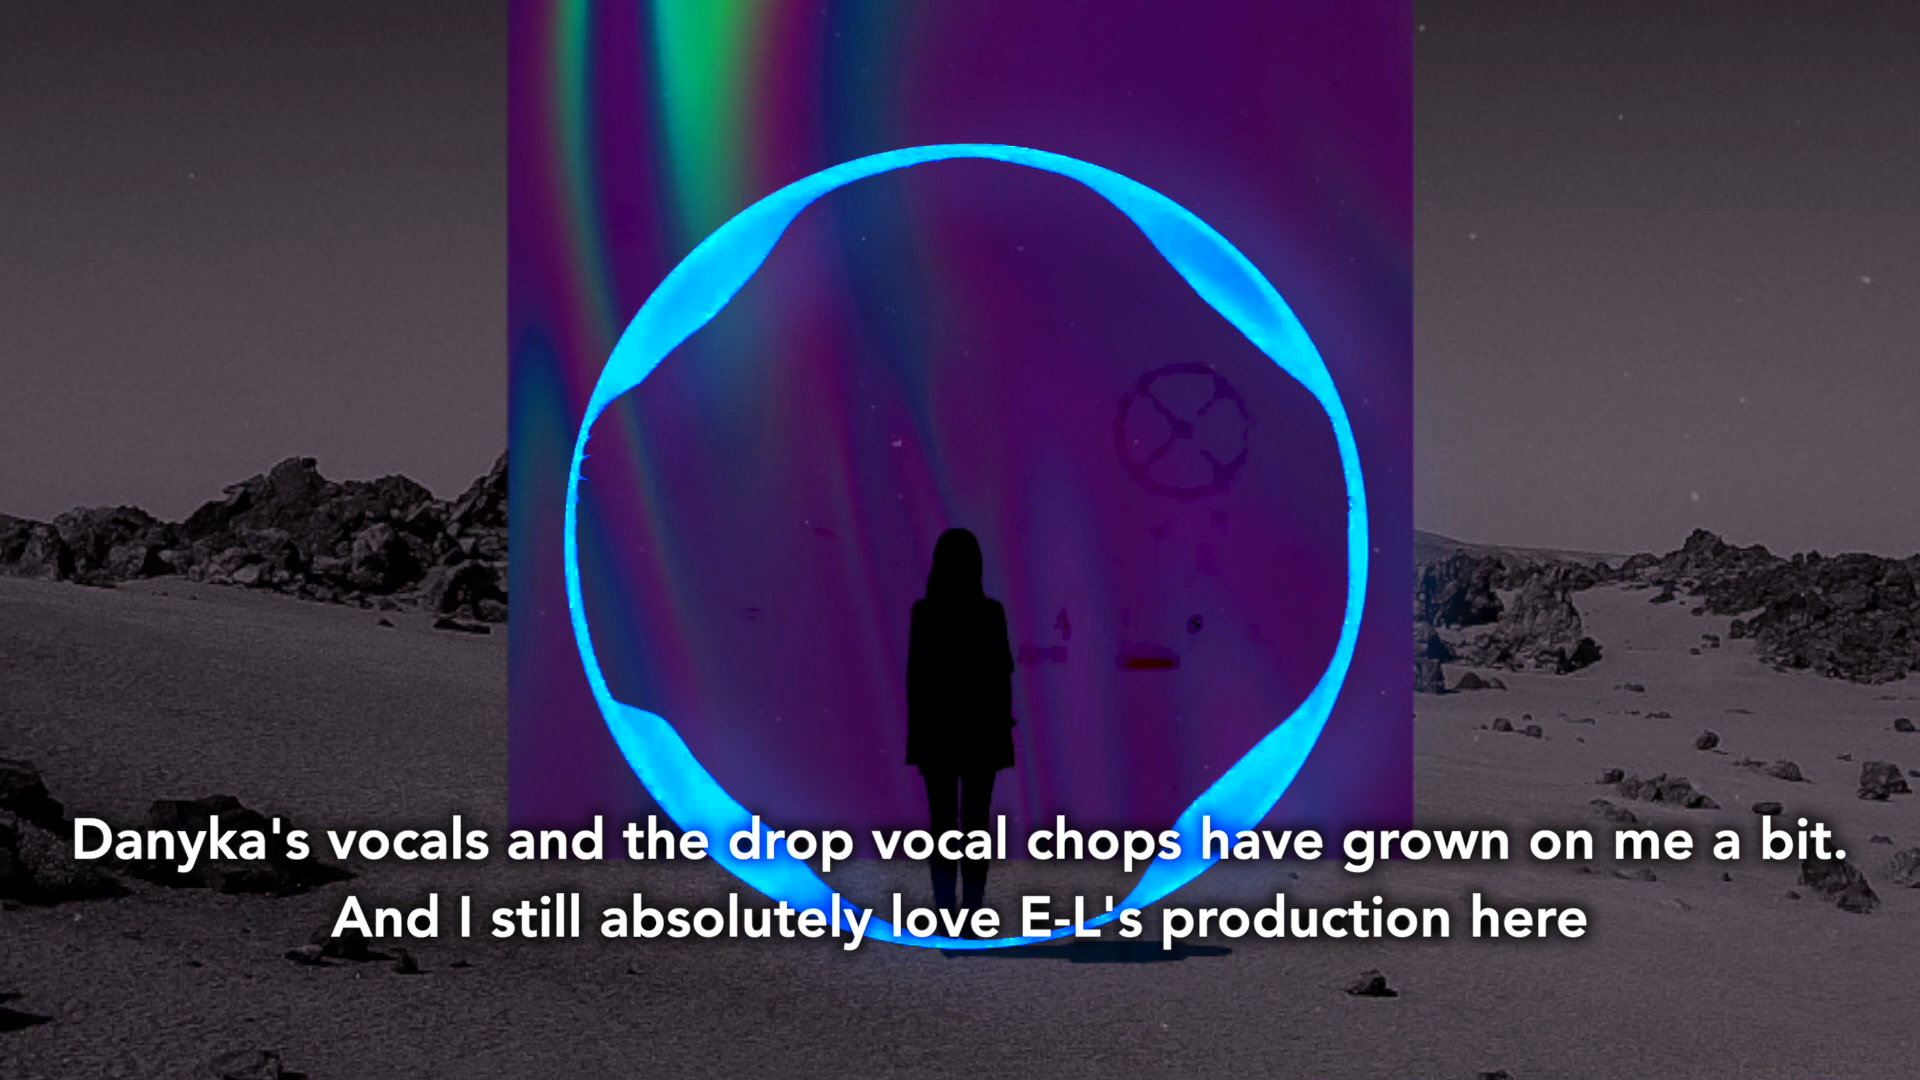 Danyka's vocals and the drop vocal chops have grown on me a bit.
And I still absolutely love E-L's production here